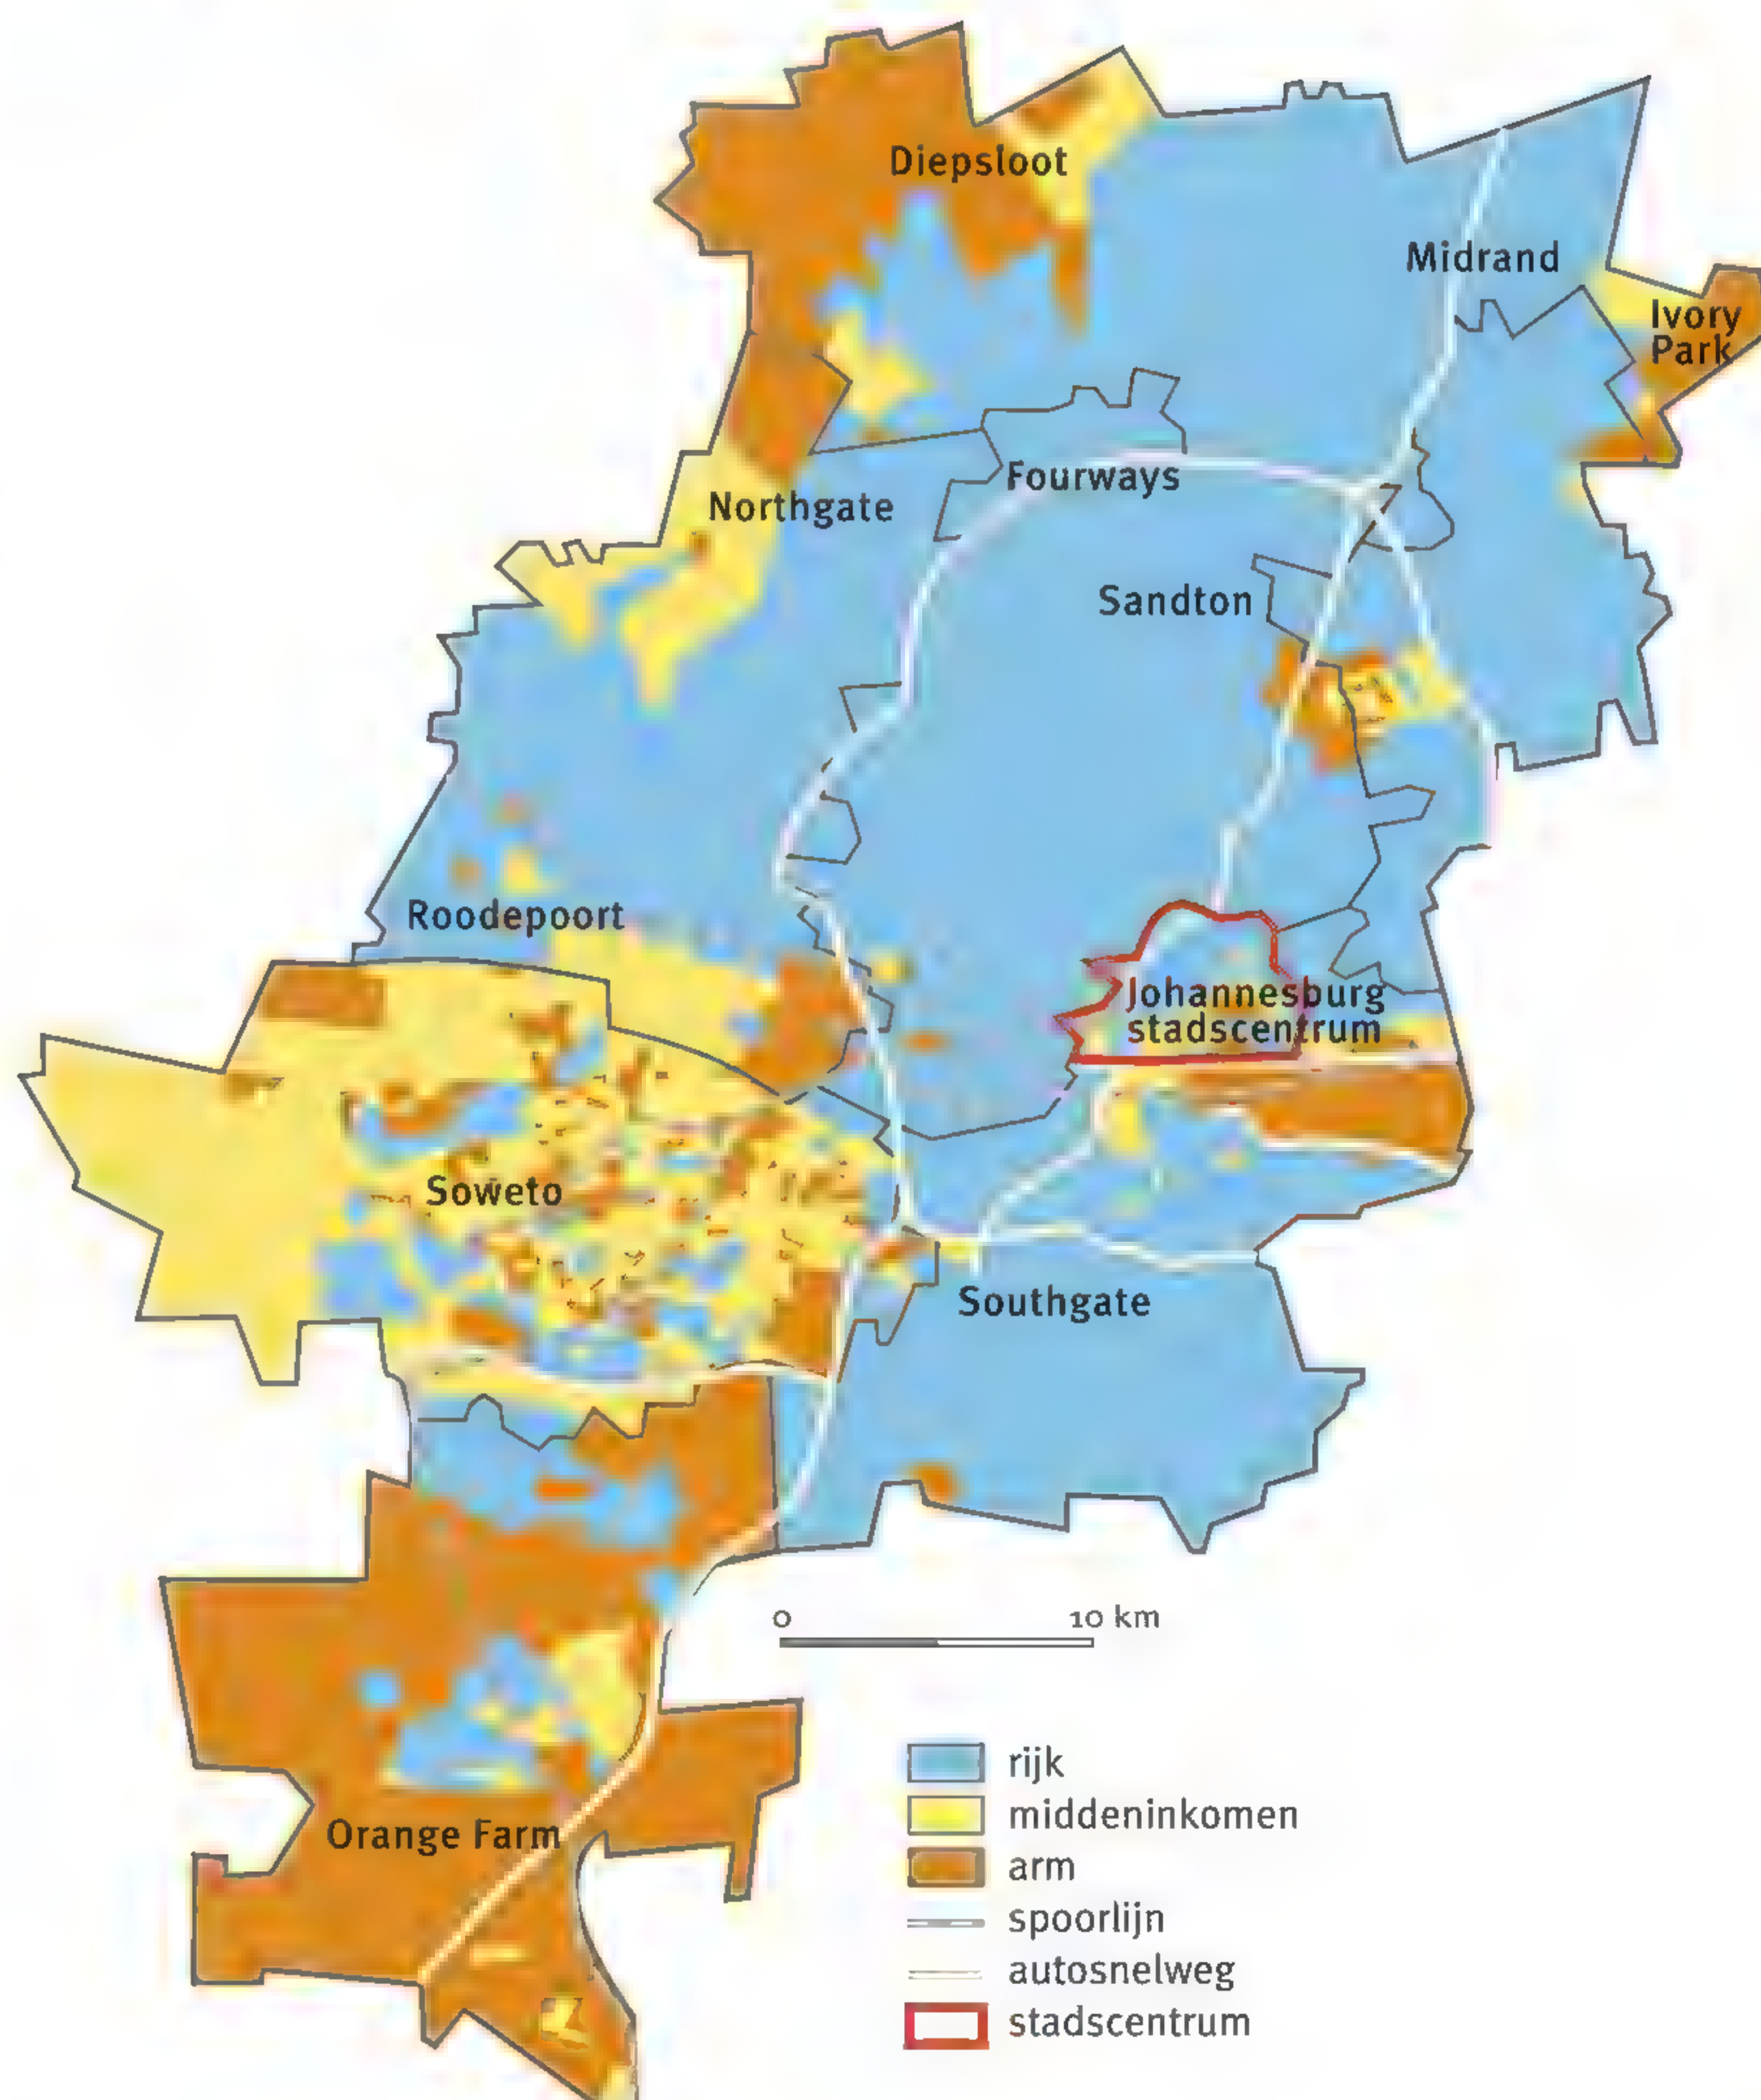 Diepsloot
Midrand
Ivory
Park
Fourways
Northgate
Sandton
Roodepoort
Johannesburg
stadscentrum
Soweto
Southgate
0
10 km
rijk
middeninkomen
Orange Farm
arm
spoorlijn
autosnelweg
stadscentrum